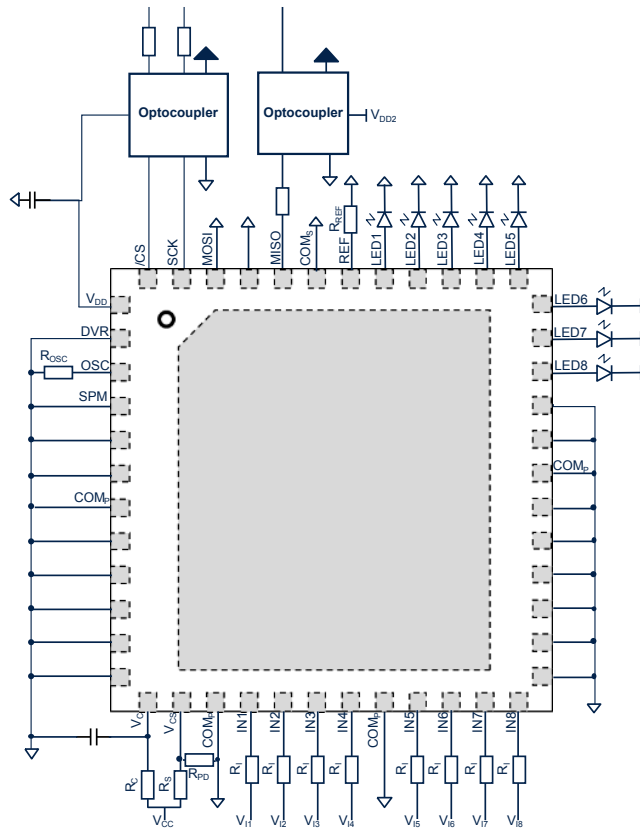 Optocoupler
Optocoupler
VDD2
/CS
SCK
MOSI
MISO
COMS
REF
RREF
LED1
LED2
LED3
LED4
LED5
VDD
DVR
ROSC
OSC
SPM
COMP
LED6
LED7
LED8
COMP
VC
VCS
COMP
IN1
IN2
IN3
IN4
COMP
IN5
IN6
IN7
IN8
RC
RS
RPD
RI
RI
RI
RI
RI
RI
RI
RI
VCC
VI1
VI2
VI3
VI4
VI5
VI6
VI7
VI8